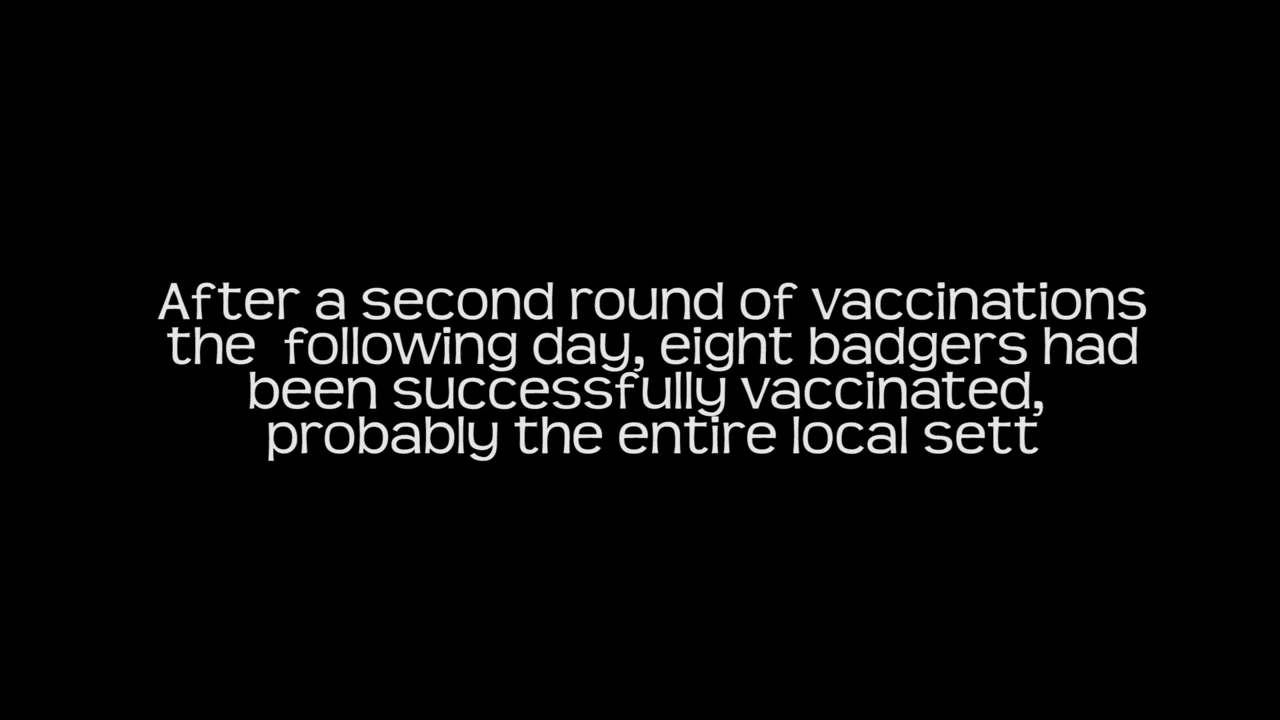 After a second round of vaccinations
the  following day, eight badgers had
been successfully vaccinated,
probably the entire local sett